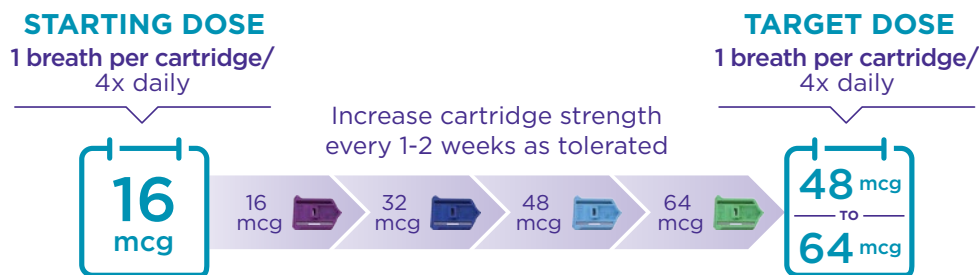 STARTING DOSE
1 breath per cartridge/
4x daily
TARGET DOSE
1 breath per cartridge/
4x daily
Increase cartridge strength
every 1-2 weeks as tolerated
16
mcg
16
mcg
32
mcg
48
mcg
64
mcg
48 mcg
TO
64 mcg